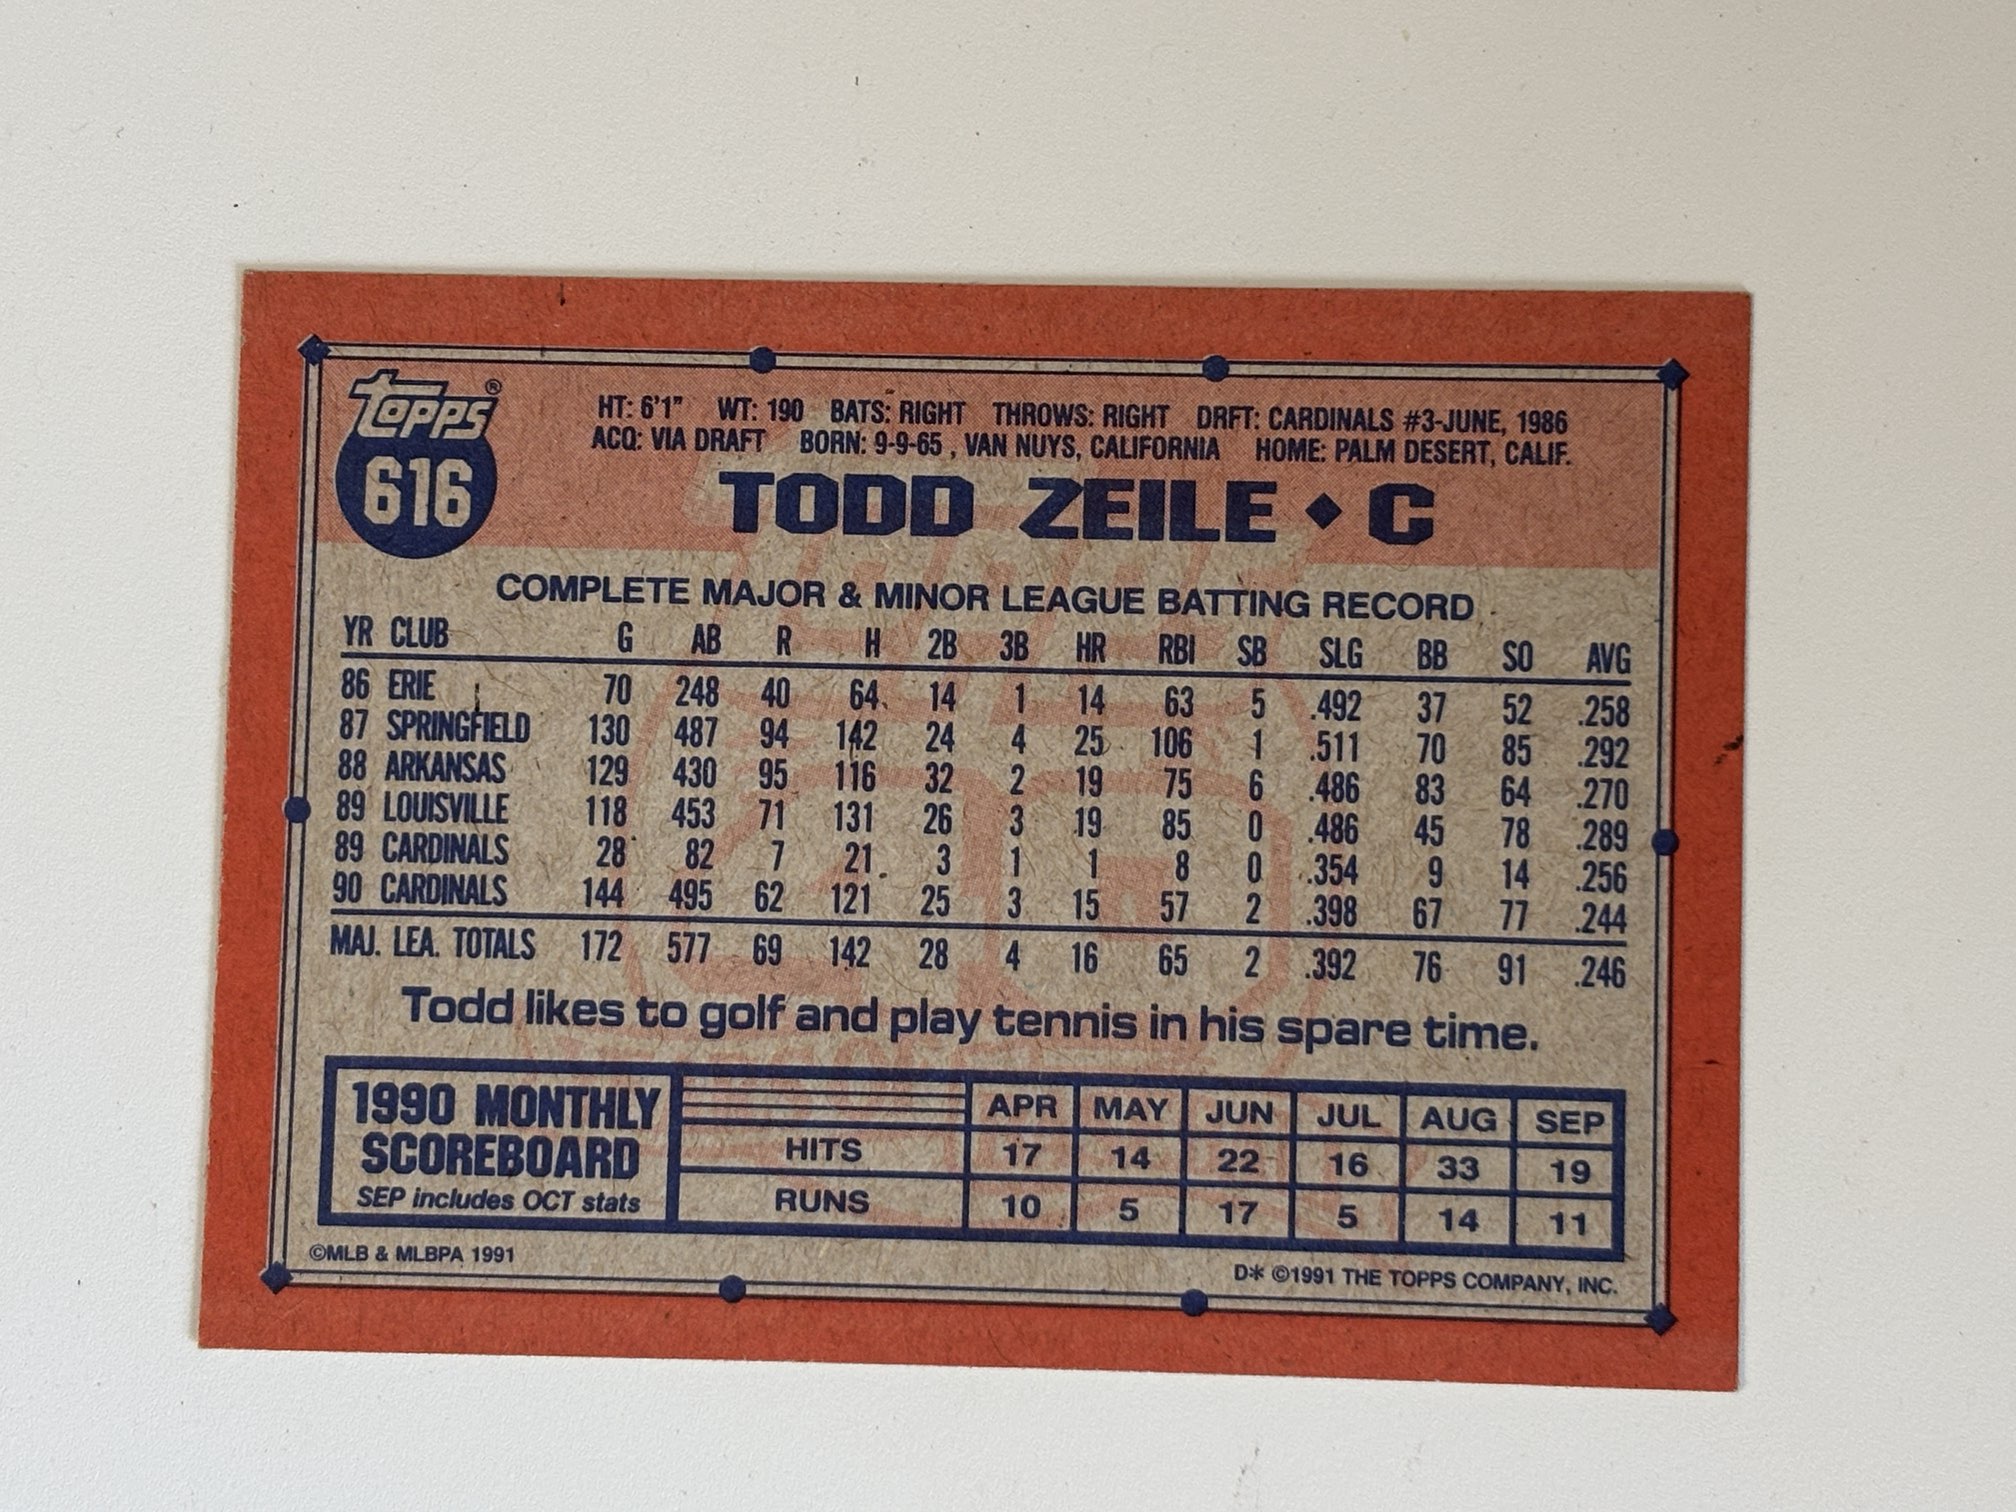 Topps®
616
HT: 6'1" WT: 190 BATS: RIGHT THROWS: RIGHT DRFT: CARDINALS #3-JUNE, 1986
ACQ: VIA DRAFT BORN: 9-9-65 , VAN NUYS, CALIFORNIA HOME: PALM DESERT, CALIF.
TODD ZEILE ♦ C
COMPLETE MAJOR & MINOR LEAGUE BATTING RECORD
YR CLUB G AB R H 2B 3B HR RBI SB SLG BB SO AVG
86 ERIE 70 248 40 64 14 1 14 63 5 .492 37 52 .258
87 SPRINGFIELD 130 487 94 142 24 4 25 106 1 .511 70 85 .292
88 ARKANSAS 129 430 95 116 32 2 19 75 6 .486 83 64 .270
89 LOUISVILLE 118 453 71 131 26 3 19 85 0 .486 45 78 .289
89 CARDINALS 28 82 7 21 3 1 1 8 0 .354 9 14 .256
90 CARDINALS 144 495 62 121 25 3 15 57 2 .398 67 77 .244
MAJ. LEA. TOTALS 172 577 69 142 28 4 16 65 2 .392 76 91 .246
Todd likes to golf and play tennis in his spare time.
1990 MONTHLY
SCOREBOARD
SEP includes OCT stats
APR MAY JUN JUL AUG SEP
HITS 17 14 22 16 33 19
RUNS 10 5 17 5 14 11
©MLB & MLBPA 1991
D* ©1991 THE TOPPS COMPANY, INC.